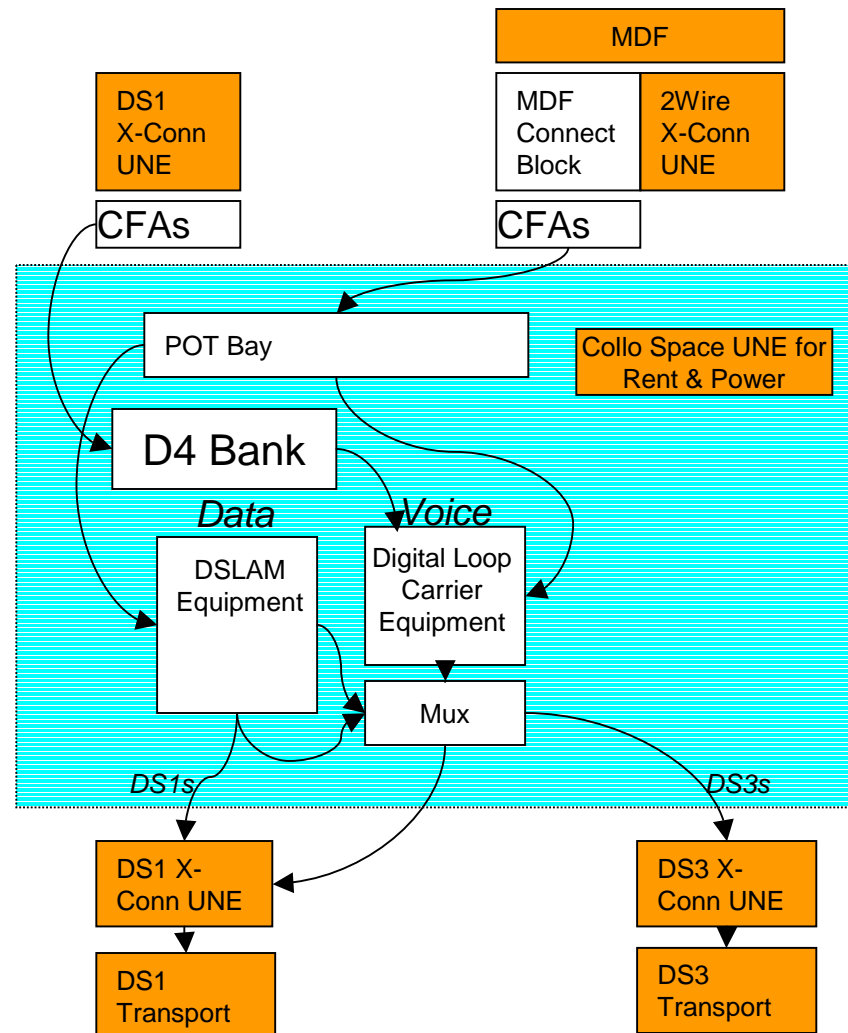 MDF
DS1
X-Conn
UNE
MDF
Connect
Block
2Wire
X-Conn
UNE
CFAs
CFAs
POT Bay
Collo Space UNE for
Rent & Power
D4 Bank
Data
Voice
DSLAM
Equipment
Digital Loop
Carrier
Equipment
Mux
DS1s
DS3s
DS1 X-
Conn UNE
DS3 X-
Conn UNE
DS1
Transport
DS3
Transport